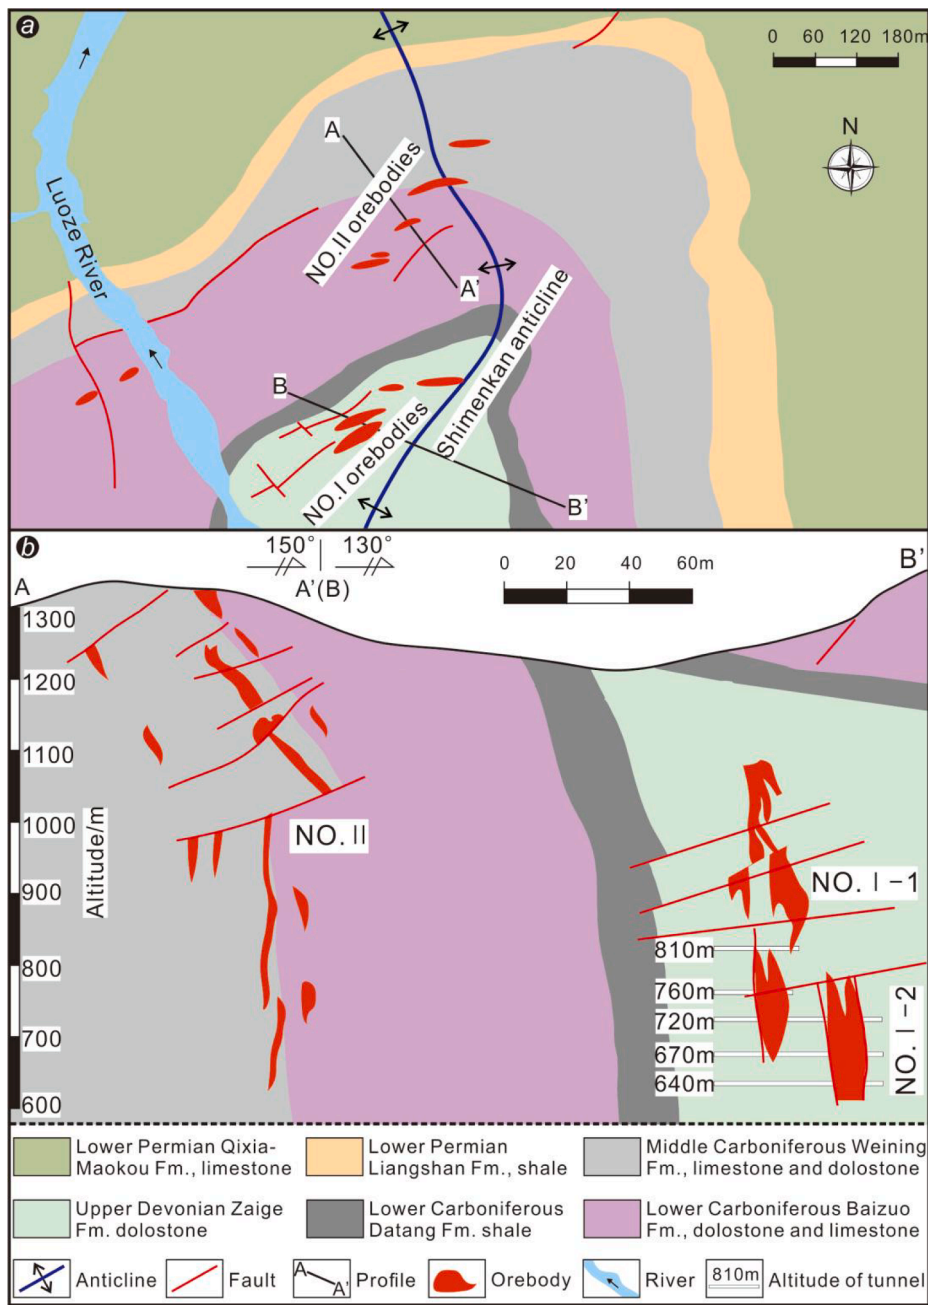 a
0 60 120 180m
N
A
NO.II orebodies
A'
Luoze River
Shimenkan anticline
B
NO.I orebodies
B'
b
150° 130°
A'(B)
0 20 40 60m
A
B'
1300
1200
1100
1000
900
800
700
600
Altitude/m
NO. II
NO. I-1
NO. I-2
810m
760m
720m
670m
640m
Lower Permian Qixia-
Maokou Fm., limestone
Lower Permian
Liangshan Fm., shale
Middle Carboniferous Weining
Fm., limestone and dolostone
Upper Devonian Zaige
Fm. dolostone
Lower Carboniferous
Datang Fm. shale
Lower Carboniferous Baizuo
Fm., dolostone and limestone
Anticline
Fault
A
A'
Profile
Orebody
River
810m
Altitude of tunnel